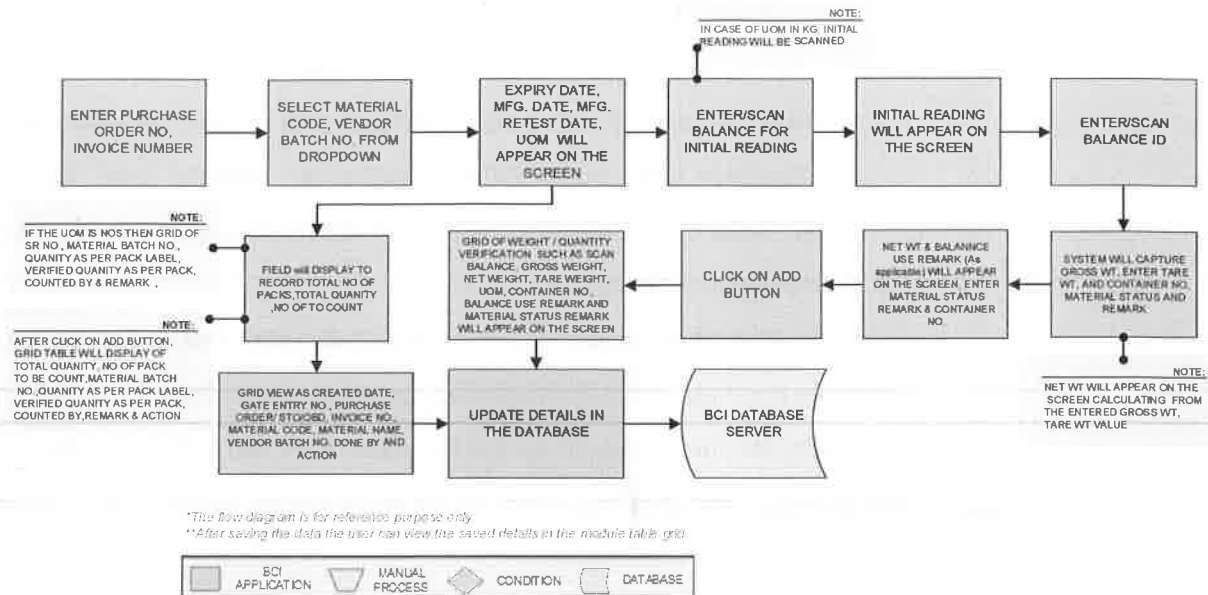 NOTE:
IN CASE OF UOM IN KG, INITIAL
READING WILL BE SCANNED
ENTER PURCHASE
ORDER NO,
INVOICE NUMBER
SELECT MATERIAL
CODE, VENDOR
BATCH NO. FROM
DROPDOWN
EXPIRY DATE,
MFG. DATE, MFG.
RETEST DATE,
UOM WILL
APPEAR ON THE
SCREEN
ENTER/SCAN
BALANCE FOR
INITIAL READING
INITIAL READING
WILL APPEAR ON
THE SCREEN
ENTER/SCAN
BALANCE ID
NOTE:
IF THE UOM IS NOS THEN GRID OF
SR NO., MATERIAL BATCH NO.,
QUANTITY AS PER PACK LABEL,
VERIFIED QUANITY AS PER PACK,
COUNTED BY & REMARK ,
FIELD will DISPLAY TO
RECORD TOTAL NO OF
PACKS,TOTAL QUANTITY
,NO OF TO COUNT
GRID OF WEIGHT / QUANTITY
VERIFICATION SUCH AS SCAN
BALANCE, GROSS WEIGHT,
NET WEIGHT, TARE WEIGHT,
UOM, CONTAINER NO.,
BALANCE USE REMARK AND
MATERIAL STATUS REMARK
WILL APPEAR ON THE SCREEN
CLICK ON ADD
BUTTON
NET WT & BALANNCE
USE REMARK (As
applicable) WILL APPEAR
ON THE SCREEN, ENTER
MATERIAL STATUS
REMARK & CONTAINER
NO.
SYSTEM WILL CAPTURE
GROSS WT, ENTER TARE
WT, AND CONTAINER NO,
MATERIAL STATUS AND
REMARK
NOTE:
AFTER CLICK ON ADD BUTTON,
GRID TABLE WILL DISPLAY OF
TOTAL QUANTITY, NO OF PACK
TO BE COUNT,MATERIAL BATCH
NO.,QUANTITY AS PER PACK LABEL,
VERIFIED QUANTITY AS PER PACK,
COUNTED BY,REMARK & ACTION
GRID VIEW AS CREATED DATE,
GATE ENTRY NO., PURCHASE
ORDER/ STO/OBD, INVOICE NO.,
MATERIAL CODE, MATERIAL NAME,
VENDOR BATCH NO. DONE BY AND
ACTION
UPDATE DETAILS IN
THE DATABASE
BCI DATABASE
SERVER
NOTE:
NET WT WILL APPEAR ON THE
SCREEN CALCULATING FROM
THE ENTERED GROSS WT,
TARE WT VALUE
*The flow diagram is for reference purpose only
**After saving the data the user can view the saved details in the module table grid.
BCI
APPLICATION
MANUAL
PROCESS
CONDITION
DATABASE